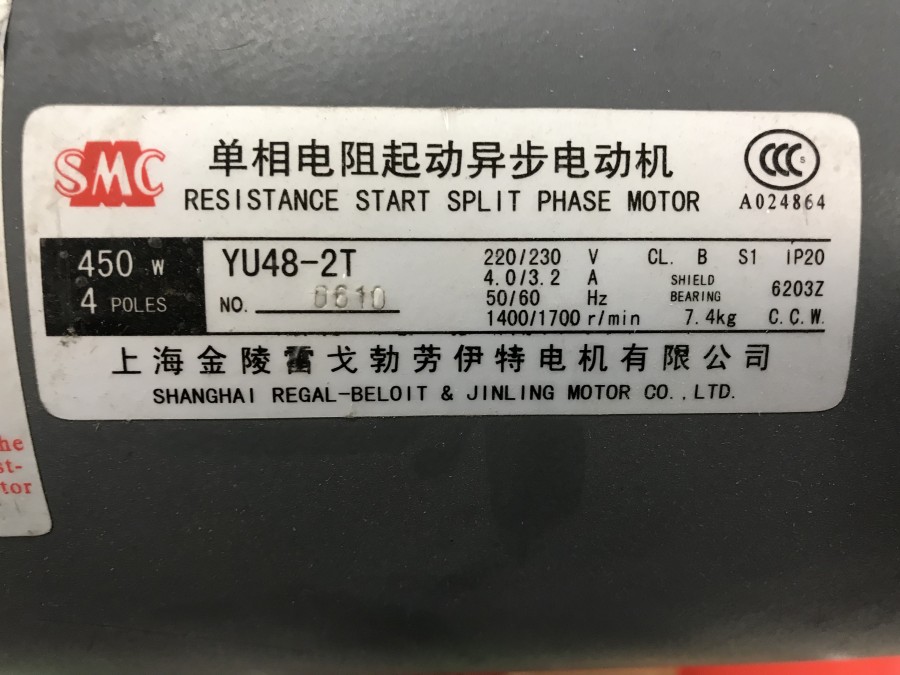 SMC
单相电阻起动异步电动机
RESISTANCE START SPLIT PHASE MOTOR
CCC S
A024864
450 W
4 POLES
YU48-2T
NO. 6610
220/230 V
4.0/3.2 A
50/60 Hz
1400/1700 r/min
CL. B S1 IP20
SHIELD BEARING 6203Z
7.4kg C.C.W.
上海金陵雷戈勃劳伊特电机有限公司
SHANGHAI REGAL-BELOIT & JINLING MOTOR CO.,LTD.
he
st-
tor